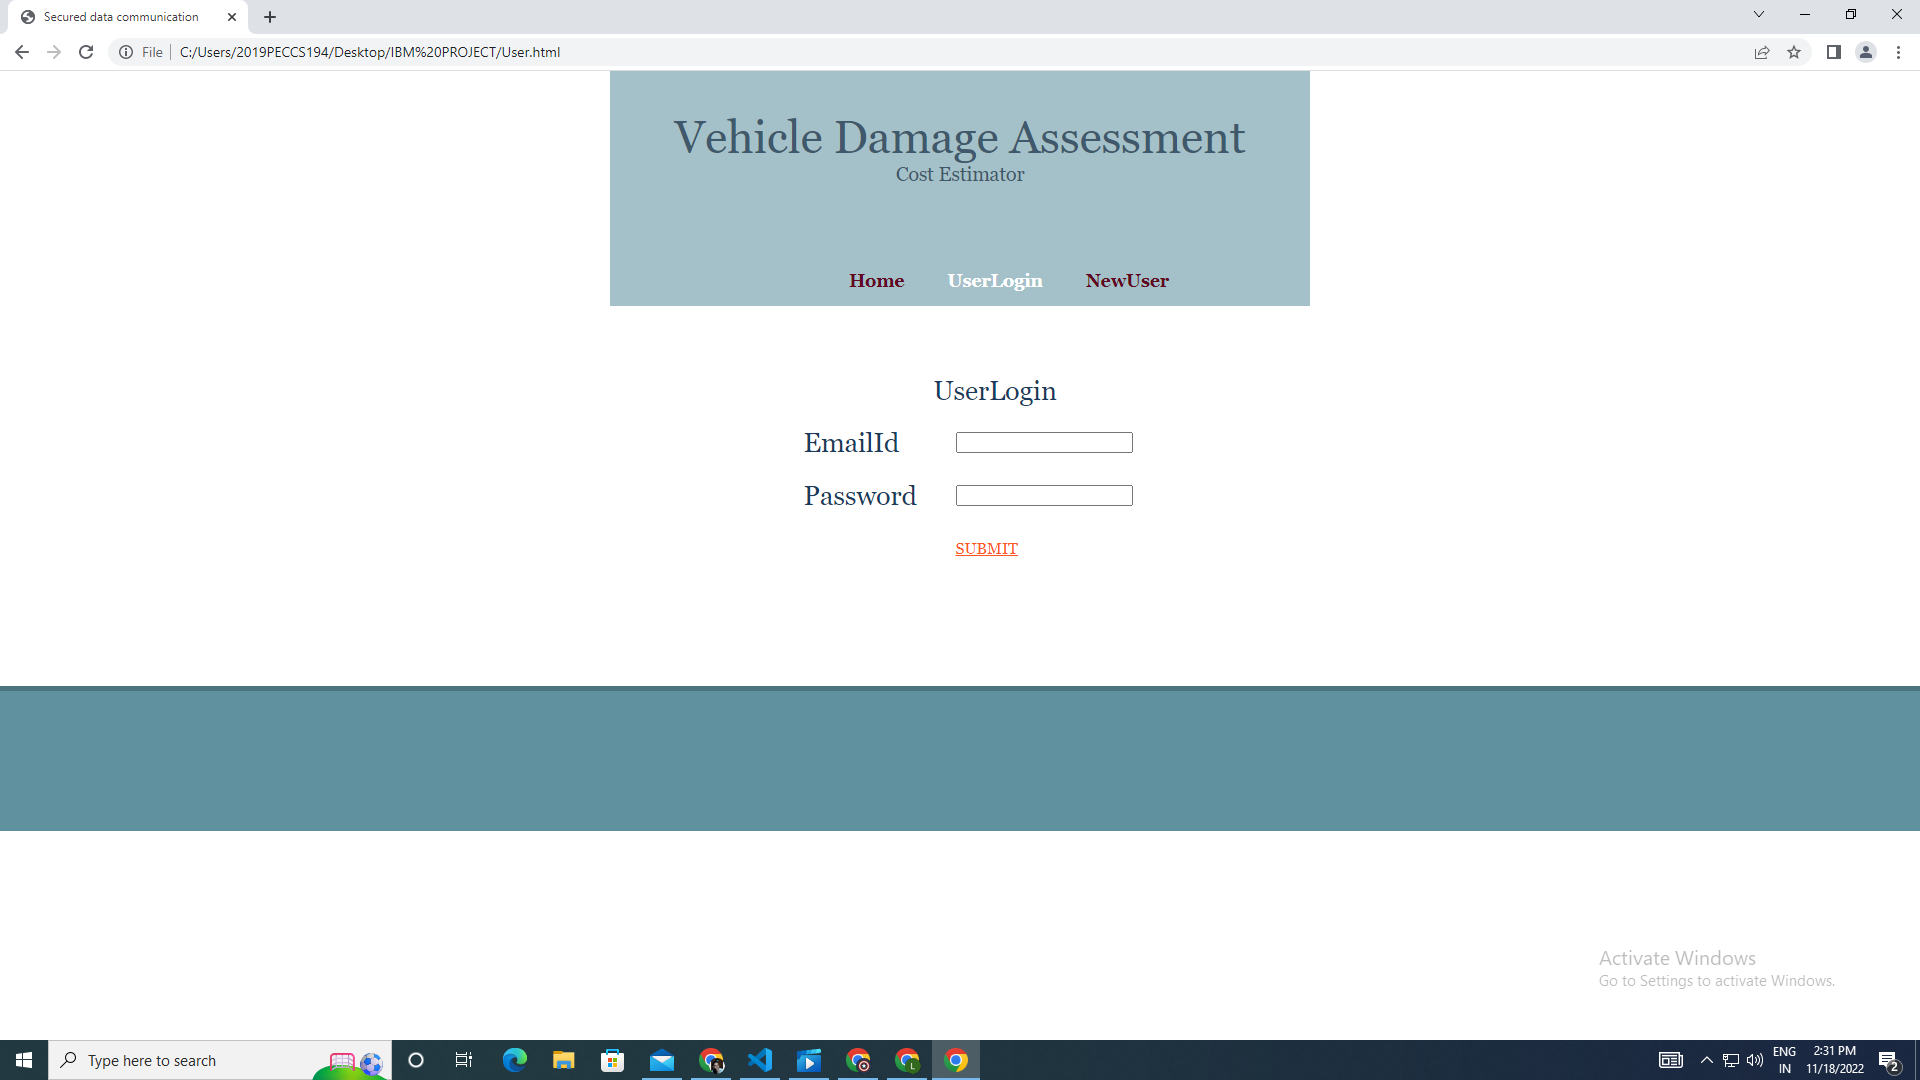 Secured data communication
File
C:/Users/2019PECCS194/Desktop/IBM%20PROJECT/User.html
Vehicle Damage Assessment
Cost Estimator
Home UserLogin NewUser
UserLogin
EmailId
Password
SUBMIT
Activate Windows
Go to Settings to activate Windows.
Type here to search
L
ENG
IN
2:31 PM
11/18/2022
2